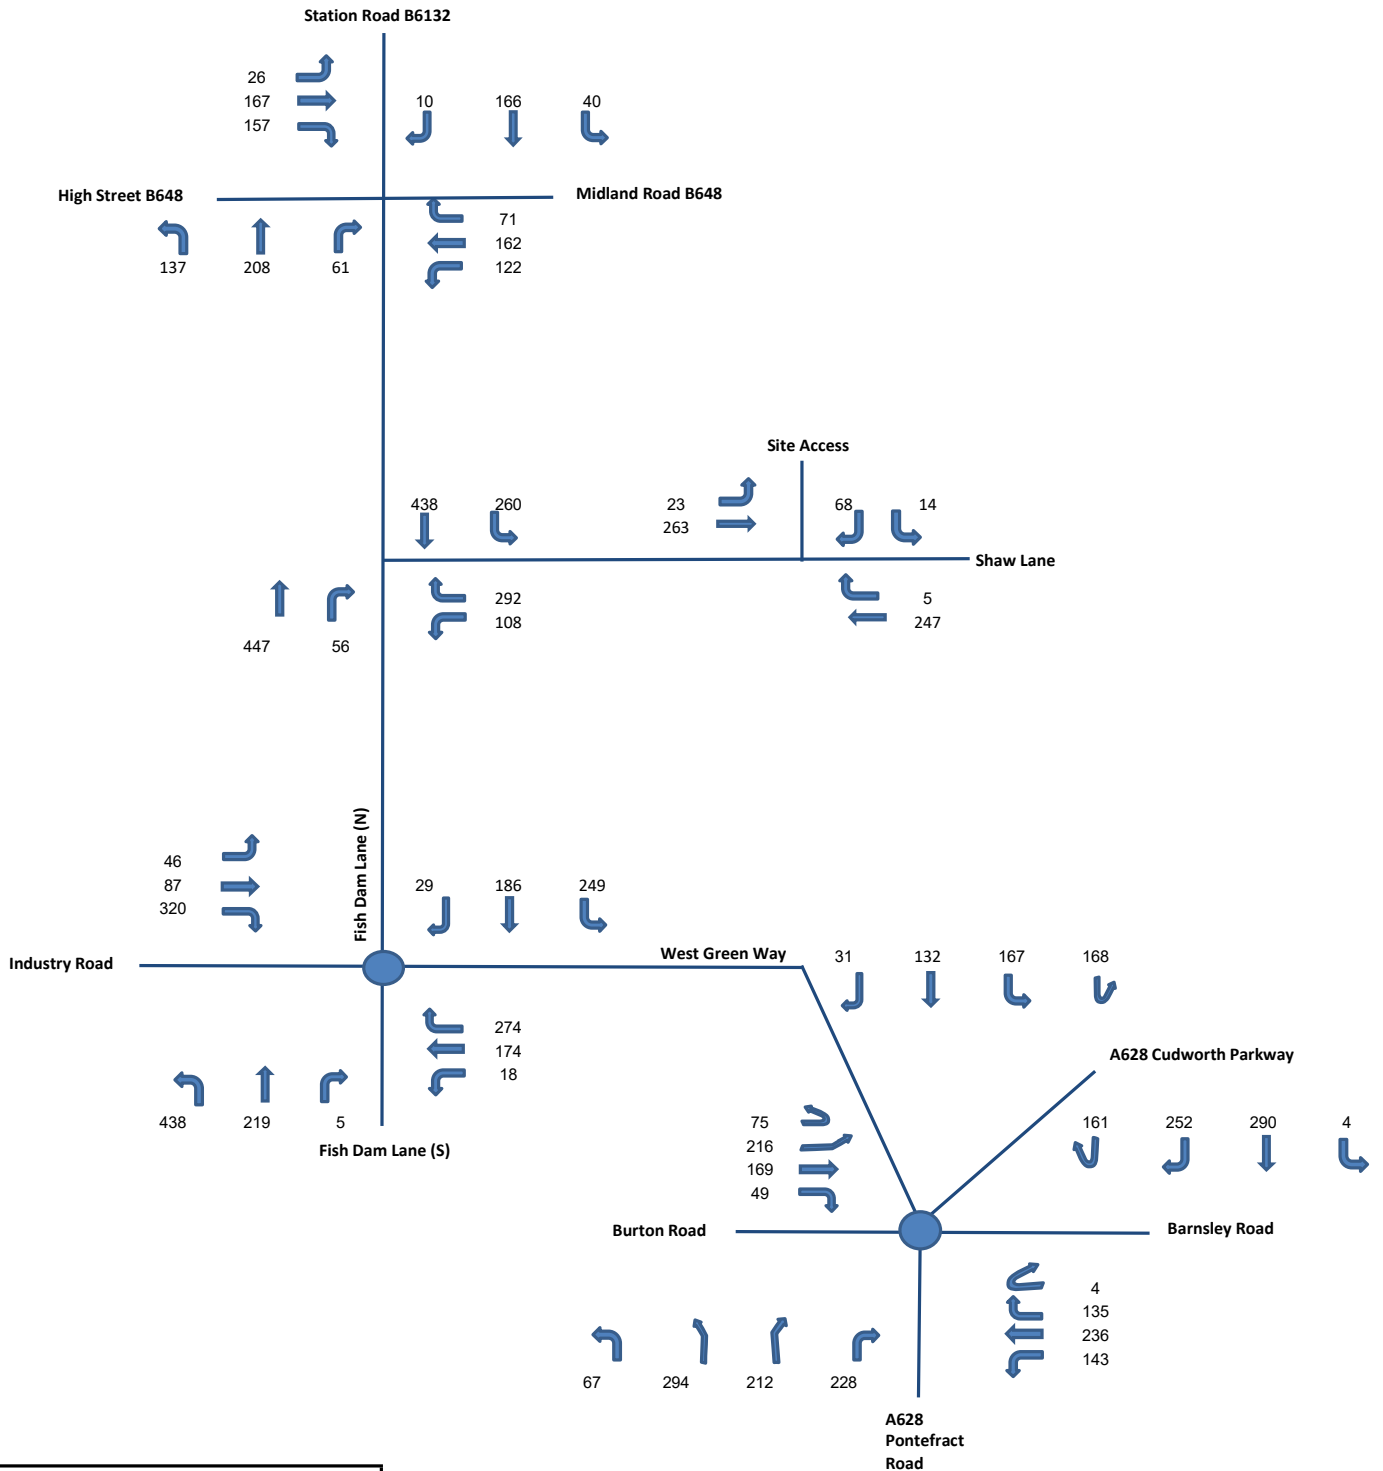 Station Road B6132
26
167
157
10 166 40
High Street B648
Midland Road B648
137 208 61
71
162
122
Site Access
438 260
23
263
68 14
Shaw Lane
292
108
5
247
447 56
Fish Dam Lane (N)
46
87
320
29 186 249
Industry Road
West Green Way
31 132 167 168
274
174
18
438 219 5
Fish Dam Lane (S)
A628 Cudworth Parkway
75
216
169
49
161 252 290 4
Burton Road
Barnsley Road
4
135
236
143
67 294 212 228
A628
Pontefract
Road